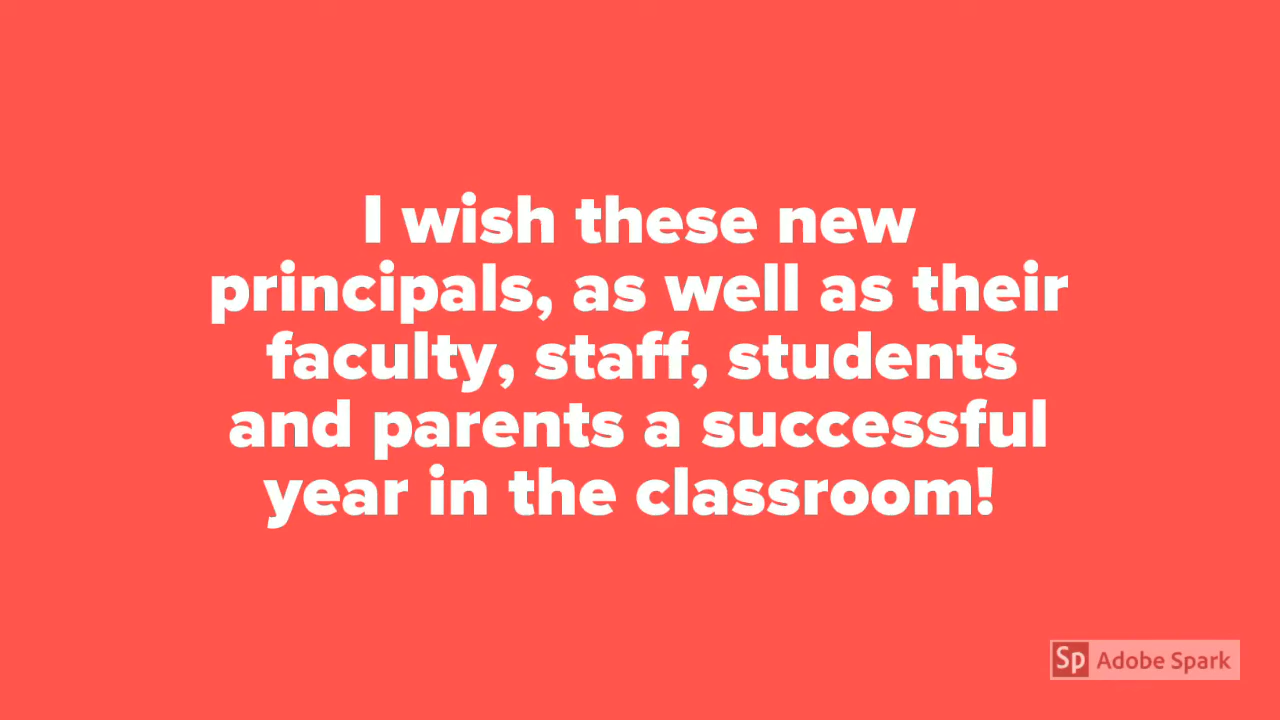 I wish these new
principals, as well as their
faculty, staff, students
and parents a successful
year in the classroom!
Sp Adobe Spark